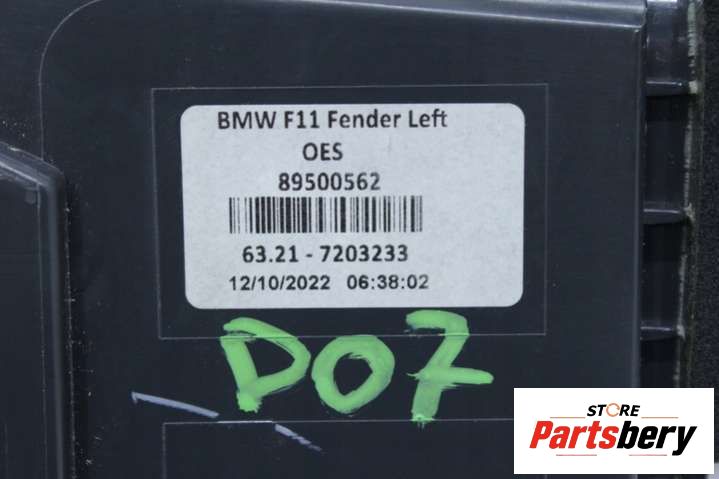 BMW F11 Fender Left
OES
89500562
63.21 - 7203233
12/10/2022 06:38:02
D07
STORE
Partsbery